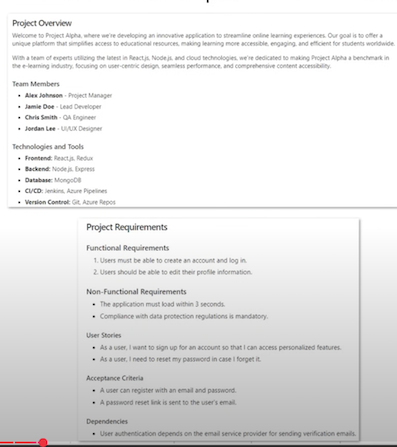 Project Overview
Welcome to Project Alpha, where we're developing an innovative application to streamline online learning experiences. Our goal is to offer a
unique platform that simplifies access to educational resources, making learning more accessible, engaging, and efficient for students worldwide.
With a team of experts utilizing the latest in React.js, Node.js, and cloud technologies, we're dedicated to making Project Alpha a benchmark in
the e-learning industry, focusing on user-centric design, seamless performance, and comprehensive content accessibility.
Team Members
• Alex Johnson - Project Manager
• Jamie Doe - Lead Developer
• Chris Smith - QA Engineer
• Jordan Lee - UI/UX Designer
Technologies and Tools
• Frontend: React.js, Redux
• Backend: Node.js, Express
• Database: MongoDB
• CI/CD: Jenkins, Azure Pipelines
• Version Control: Git, Azure Repos
Project Requirements
Functional Requirements
1. Users must be able to create an account and log in.
2. Users should be able to edit their profile information.
Non-Functional Requirements
• The application must load within 3 seconds.
• Compliance with data protection regulations is mandatory.
User Stories
• As a user, I want to sign up for an account so that I can access personalized features.
• As a user, I need to reset my password in case I forget it.
Acceptance Criteria
• A user can register with an email and password.
• A password reset link is sent to the user's email.
Dependencies
• User authentication depends on the email service provider for sending verification emails.